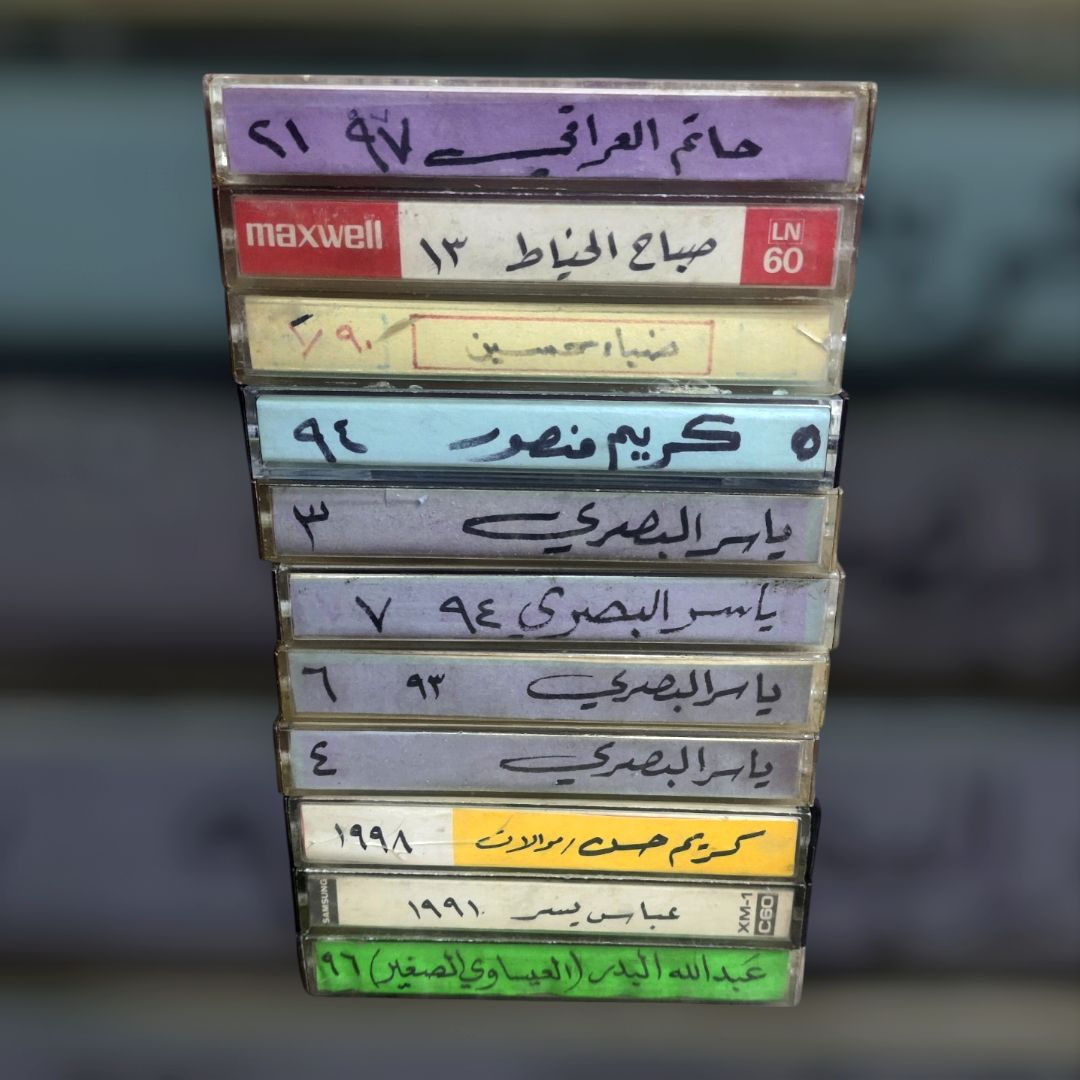 حاتم العراقي ٩٧ ٢١
maxwell صباح الخياط ١٣ LN 60
ضياء حسين ٩٠
٥ كريم منصور ٩٤
ياسر البصري ٣
ياسر البصري ٩٤ ٧
ياسر البصري ٩٣ ٦
ياسر البصري ٤
كريم حسن / موالات ١٩٩٨
SAMSUNG عباس يسر ١٩٩١ XM-1 C60
عبدالله البدر (العيساوي الصغير) ٩٦